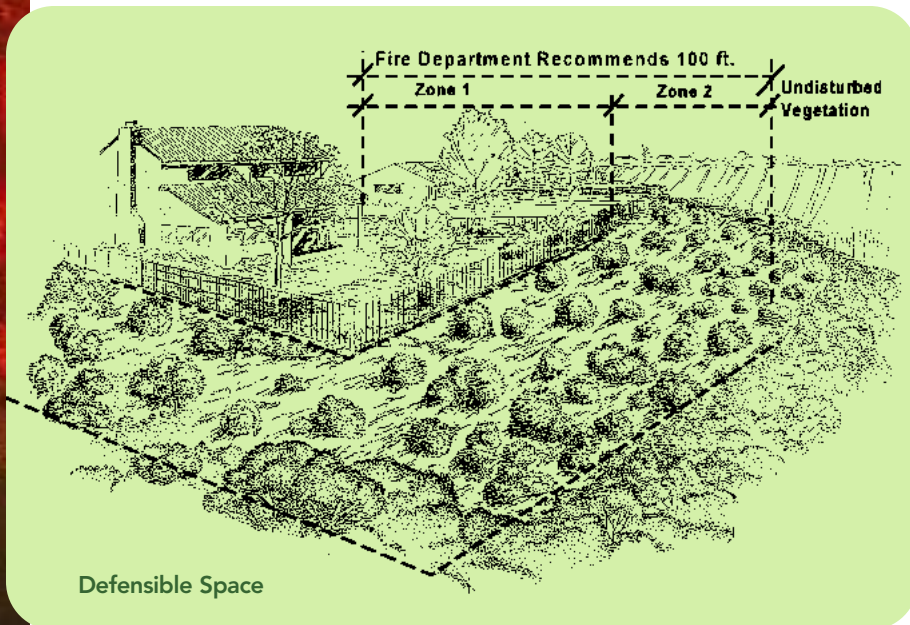 Fire Department Recommends 100 ft.
Zone 1
Zone 2
Undisturbed
Vegetation
Defensible Space